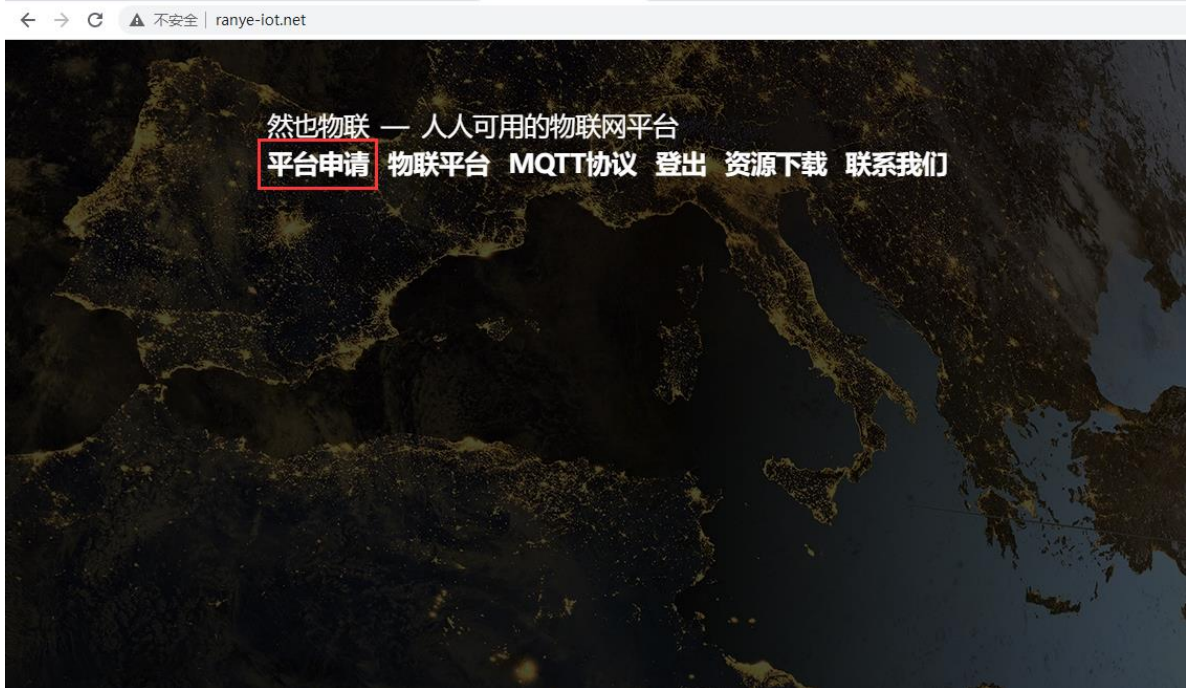 不安全 ranye-iot.net
然也物联 — 人人可用的物联网平台
平台申请 物联平台 MQTT协议 登出 资源下载 联系我们